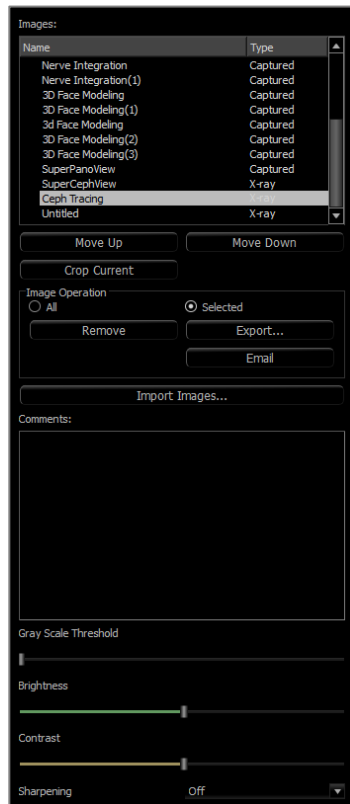 Images:
Name Type
Nerve Integration Captured
Nerve Integration(1) Captured
3D Face Modeling Captured
3D Face Modeling(1) Captured
3d Face Modeling Captured
3D Face Modeling(2) Captured
3D Face Modeling(3) Captured
SuperPanoView Captured
SuperCephView X-ray
Ceph Tracing X-ray
Untitled X-ray
Move Up Move Down
Crop Current
Image Operation
All Selected
Remove Export...
Email
Import Images...
Comments:
Gray Scale Threshold
Brightness
Contrast
Sharpening Off